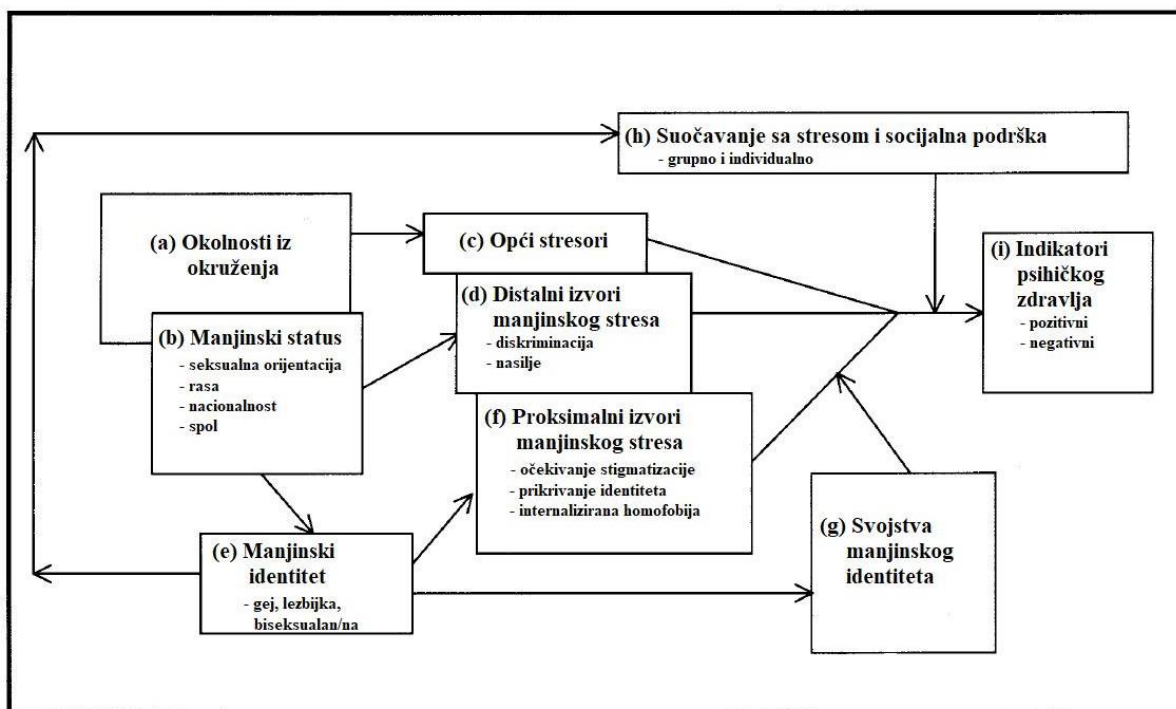 (h) Suočavanje sa stresom i socijalna podrška
- grupno i individualno
(a) Okolnosti iz
okruženja
(c) Opći stresori
(i) Indikatori
psihičkog
zdravlja
- pozitivni
- negativni
(b) Manjinski status
- seksualna orijentacija
- rasa
- nacionalnost
- spol
(d) Distalni izvori
manjinskog stresa
- diskriminacija
- nasilje
(f) Proksimalni izvori
manjinskog stresa
- očekivanje stigmatizacije
- prikrivanje identiteta
- internalizirana homofobija
(g) Svojstva
manjinskog
identiteta
(e) Manjinski
identitet
- gej, lezbijka,
biseksualan/na